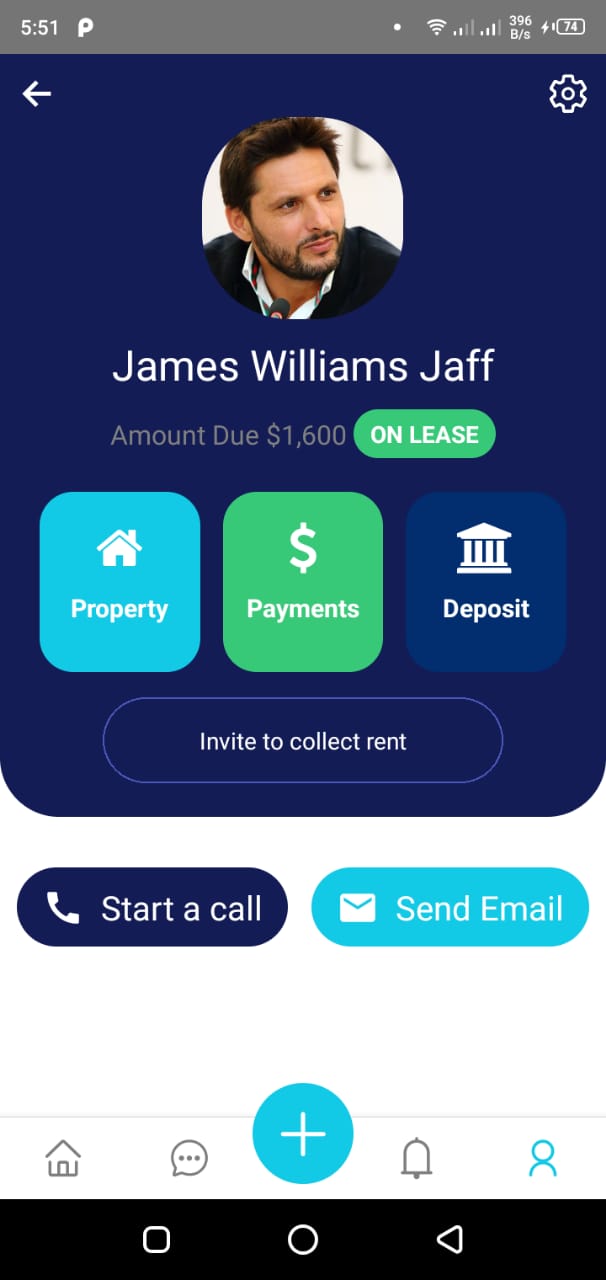 5:51
396
B/s
74
James Williams Jaff
Amount Due $1,600 ON LEASE
Property Payments Deposit
Invite to collect rent
Start a call Send Email